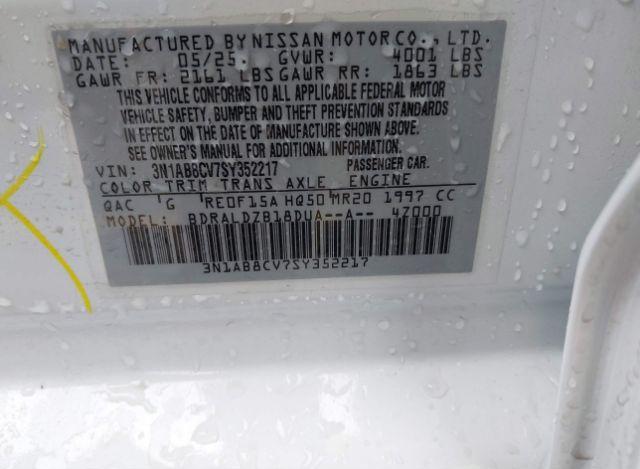 MANUFACTURED BY NISSAN MOTOR CO., LTD.
DATE: 05/25 GVWR: 4001 LBS
GAWR FR: 2161 LBS GAWR RR: 1863 LBS
THIS VEHICLE CONFORMS TO ALL APPLICABLE FEDERAL MOTOR
VEHICLE SAFETY, BUMPER AND THEFT PREVENTION STANDARDS
IN EFFECT ON THE DATE OF MANUFACTURE SHOWN ABOVE.
SEE OWNER'S MANUAL FOR ADDITIONAL INFORMATION.
VIN: 3N1AB8CV7SY352217 PASSENGER CAR.
COLOR TRIM TRANS AXLE ENGINE
QAC G RE0F15A HQ50 MR20 1997 CC
MODEL: BDRALDZB18DUA--A-- 4Z000
3N1AB8CV7SY352217